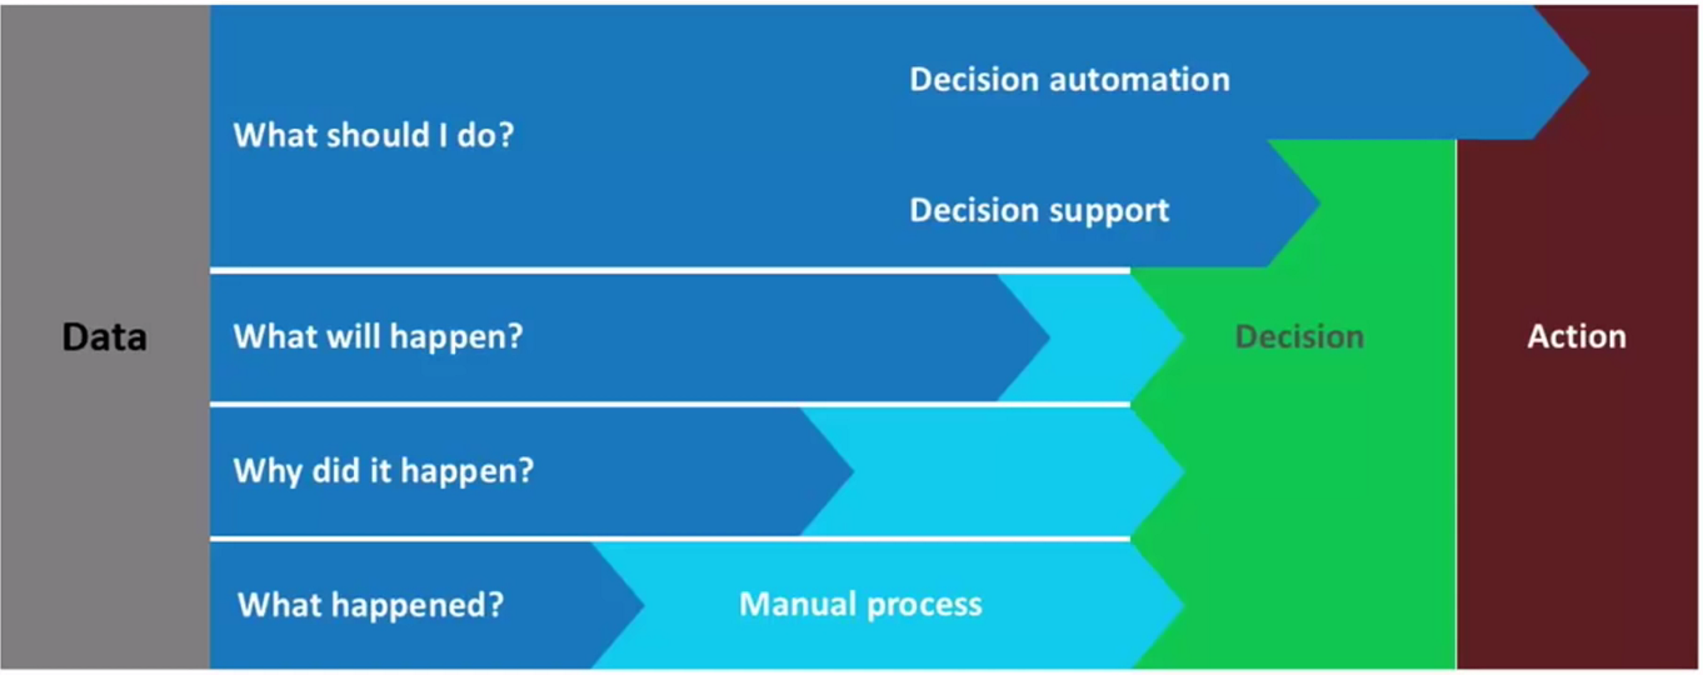 Decision automation
What should I do?
Decision support
Data
What will happen?
Decision
Action
Why did it happen?
What happened?
Manual process